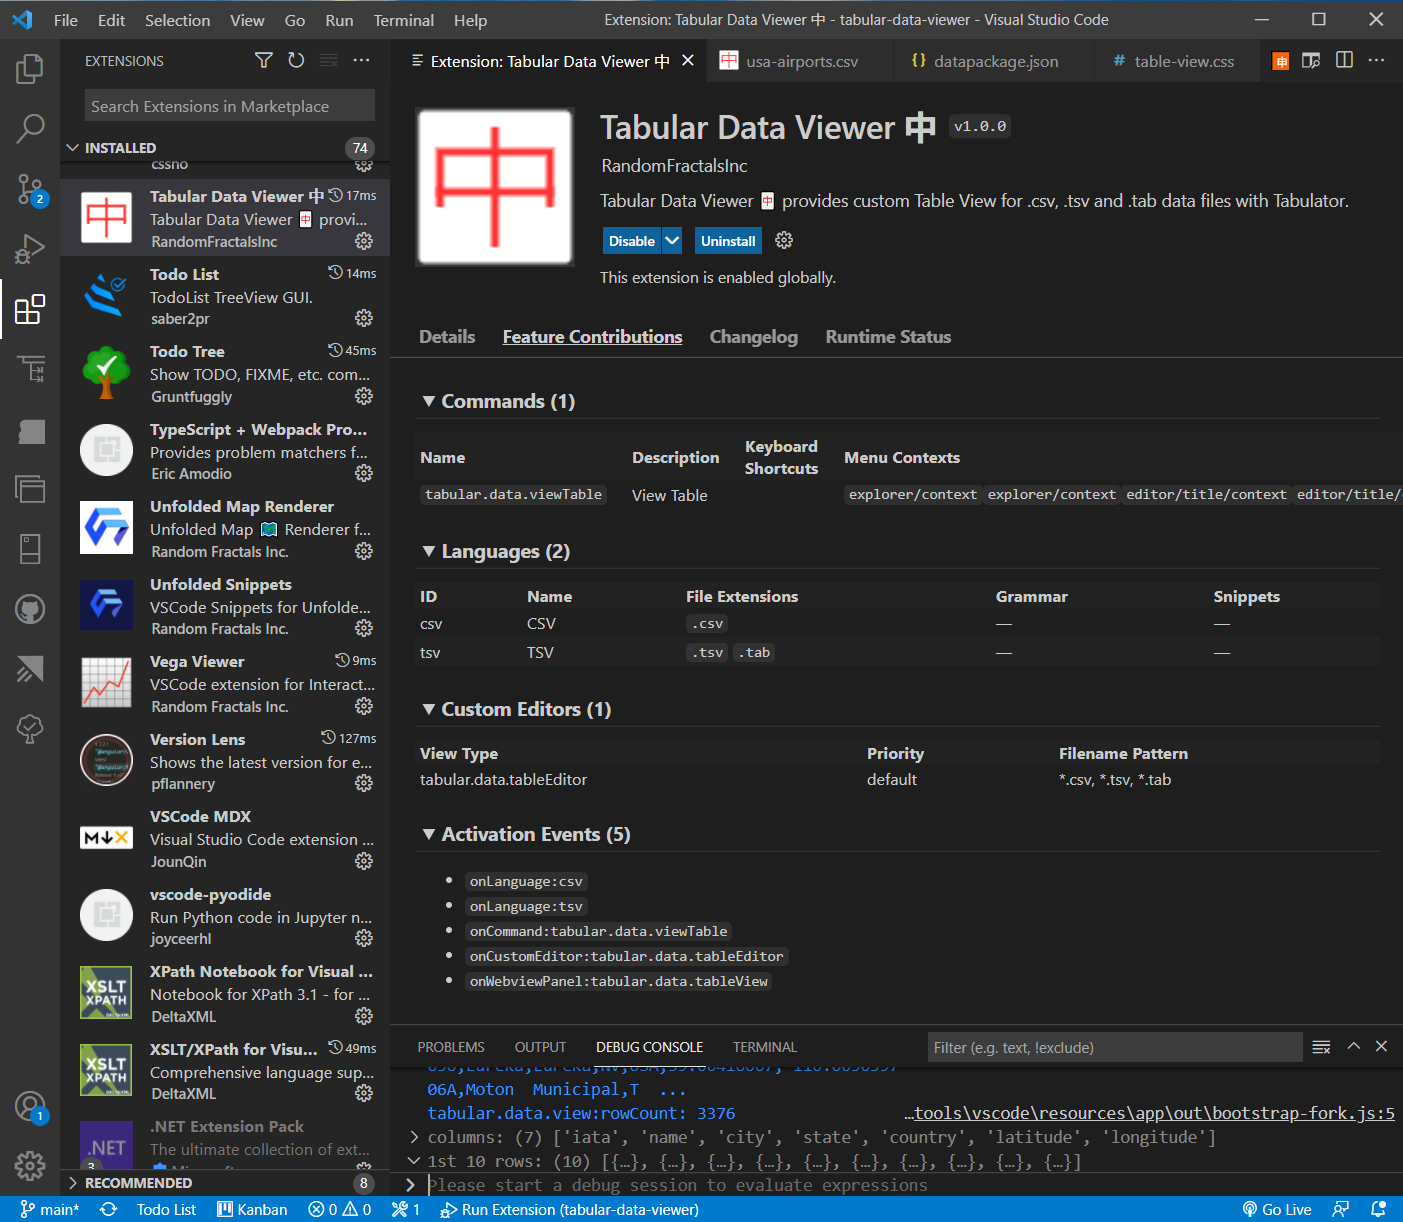 File Edit Selection View Go Run Terminal Help Extension: Tabular Data Viewer 中 - tabular-data-viewer - Visual Studio Code
EXTENSIONS
Extension: Tabular Data Viewer 中
usa-airports.csv
{} datapackage.json
# table-view.css
Search Extensions in Marketplace
INSTALLED 74
cssho
Tabular Data Viewer 中 17ms
Tabular Data Viewer 中 provi...
RandomFractalsInc
Todo List 14ms
TodoList TreeView GUI.
saber2pr
Todo Tree 45ms
Show TODO, FIXME, etc. com...
Gruntfuggly
TypeScript + Webpack Pro...
Provides problem matchers f...
Eric Amodio
Unfolded Map Renderer
Unfolded Map Renderer f...
Random Fractals Inc.
Unfolded Snippets
VSCode Snippets for Unfolde...
Random Fractals Inc.
Vega Viewer 9ms
VSCode extension for Interact...
Random Fractals Inc.
Version Lens 127ms
Shows the latest version for e...
pflannery
VSCode MDX
Visual Studio Code extension ...
JounQin
vscode-pyodide
Run Python code in Jupyter n...
joyceerhl
XPath Notebook for Visual ...
Notebook for XPath 3.1 - for ...
DeltaXML
XSLT XPATH
XSLT/XPath for Visu... 49ms
Comprehensive language sup...
DeltaXML
XSLT XPATH
.NET Extension Pack
The ultimate collection of ext...
.NET
3
RECOMMENDED 8
2
1
中
Tabular Data Viewer 中 v1.0.0
RandomFractalsInc
Tabular Data Viewer 中 provides custom Table View for .csv, .tsv and .tab data files with Tabulator.
Disable Uninstall
This extension is enabled globally.
Details Feature Contributions Changelog Runtime Status
Commands (1)
Name Description Keyboard Shortcuts Menu Contexts
tabular.data.viewTable View Table explorer/context explorer/context editor/title/context editor/title/
Languages (2)
ID Name File Extensions Grammar Snippets
csv CSV .csv — —
tsv TSV .tsv .tab — —
Custom Editors (1)
View Type Priority Filename Pattern
tabular.data.tableEditor default *.csv, *.tsv, *.tab
Activation Events (5)
• onLanguage:csv
• onLanguage:tsv
• onCommand:tabular.data.viewTable
• onCustomEditor:tabular.data.tableEditor
• onWebviewPanel:tabular.data.tableView
PROBLEMS OUTPUT DEBUG CONSOLE TERMINAL Filter (e.g. text, !exclude)
06A,Moton  Municipal,T  ...
tabular.data.view:rowCount: 3376 …tools\vscode\resources\app\out\bootstrap-fork.js:5
> columns: (7) ['iata', 'name', 'city', 'state', 'country', 'latitude', 'longitude']
1st 10 rows: (10) [{…}, {…}, {…}, {…}, {…}, {…}, {…}, {…}, {…}, {…}]
> Please start a debug session to evaluate expressions
main* Todo List Kanban 0 0 1 Run Extension (tabular-data-viewer) Go Live